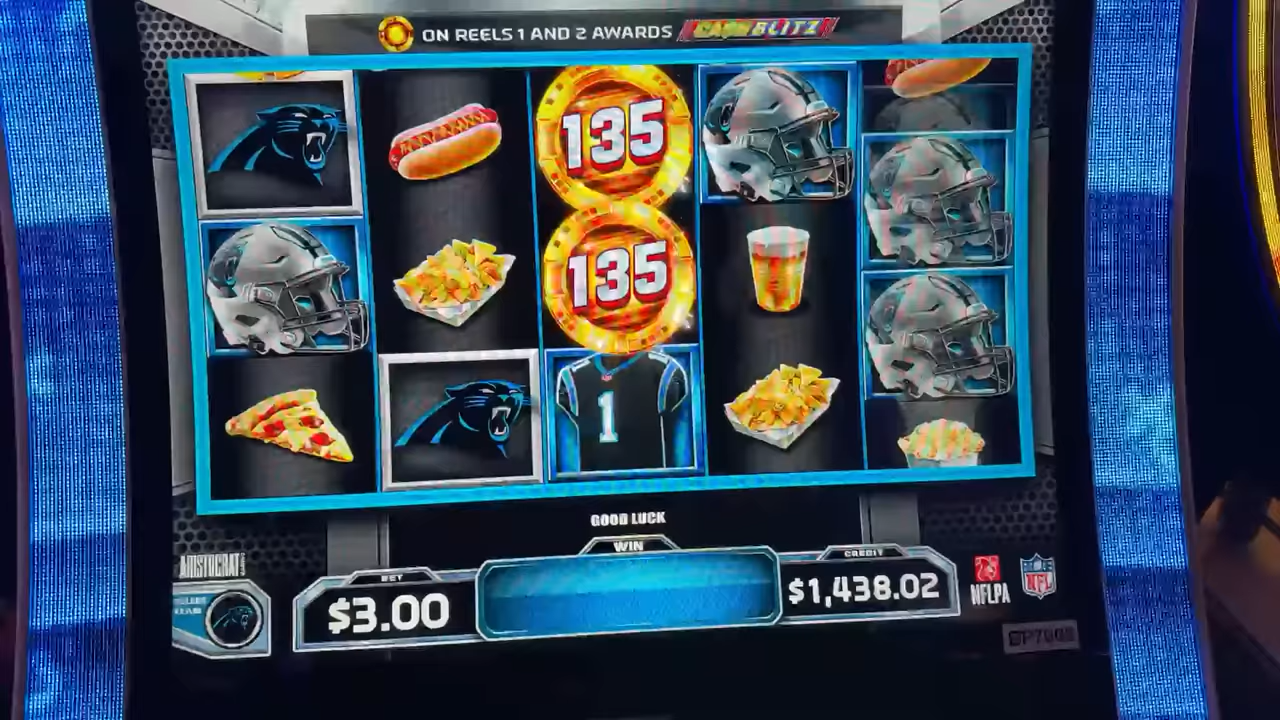 ON REELS 1 AND 2 AWARDS CASH BLITZ
135
135
1
GOOD LUCK
WIN
BET
$3.00
CREDIT
$1,438.02
ARISTOCRAT
NFLPA
NFL